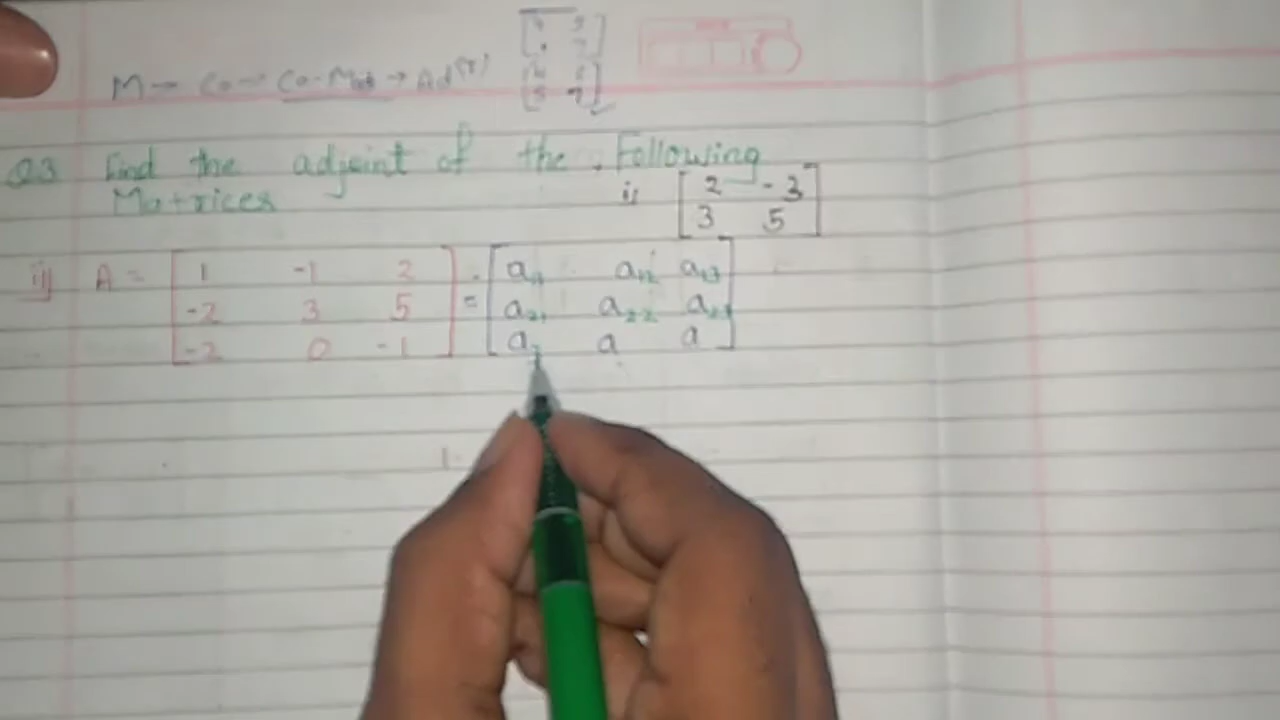 M → Co → Co-Mat → Ad
Q3 Find the adjoint of the Following
Matrices
i) [ 2 -3
3 5 ]
ii) A = [ 1 -1 2 ] = [ a₁₁ a₁₂ a₁₃ ]
-2 3 5 a₂₁ a₂₂ a₂₃
-2 0 -1 a₃ a a